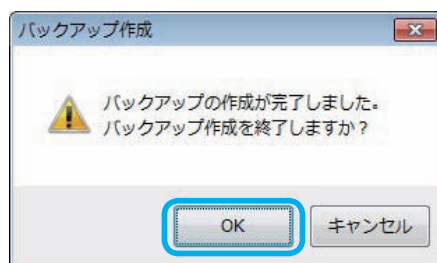 バックアップ作成
バックアップの作成が完了しました。
バックアップ作成を終了しますか？
OK
キャンセル